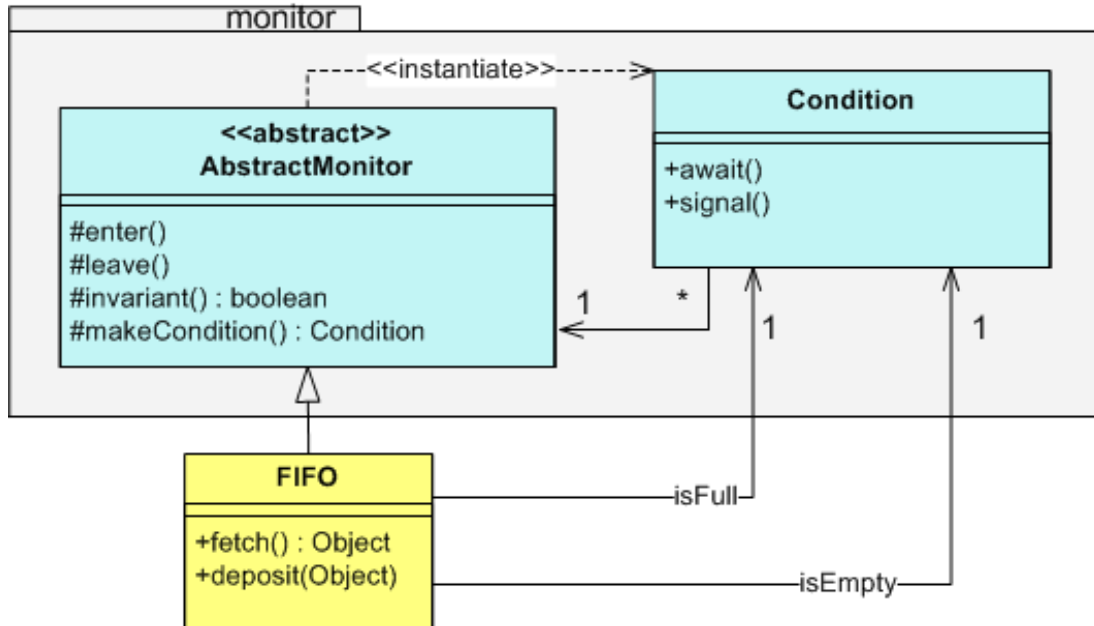 monitor
<<instantiate>>
<<abstract>>
AbstractMonitor
#enter()
#leave()
#invariant() : boolean
#makeCondition() : Condition
Condition
+await()
+signal()
1
*
1
1
FIFO
+fetch() : Object
+deposit(Object)
isFull
isEmpty